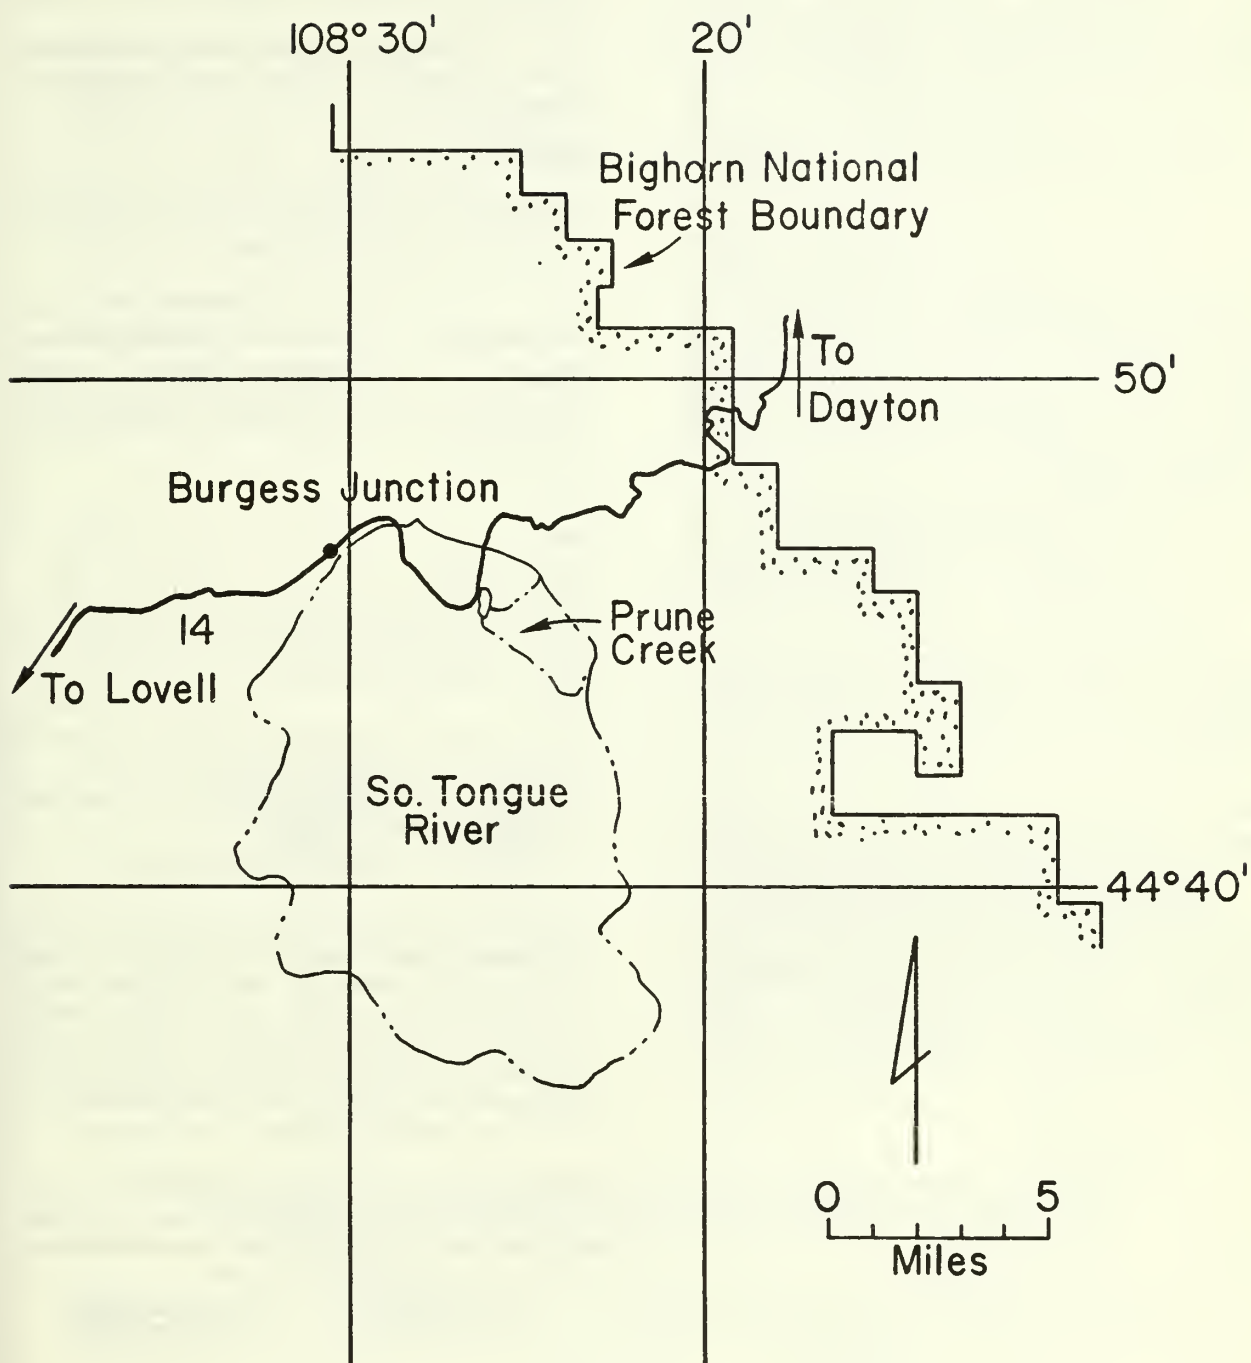 108° 30'
20'
Bighorn National
Forest Boundary
To
50'
Dayton
Burgess Junction
Prune
Creek
14
To Lovell
So. Tongue
River
44°40'
0 5
Miles